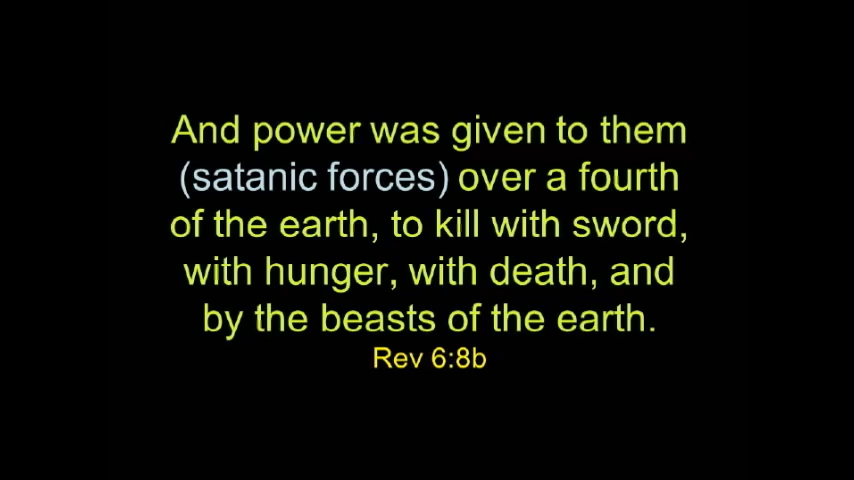 And power was given to them
(satanic forces) over a fourth
of the earth, to kill with sword,
with hunger, with death, and
by the beasts of the earth.
Rev 6:8b